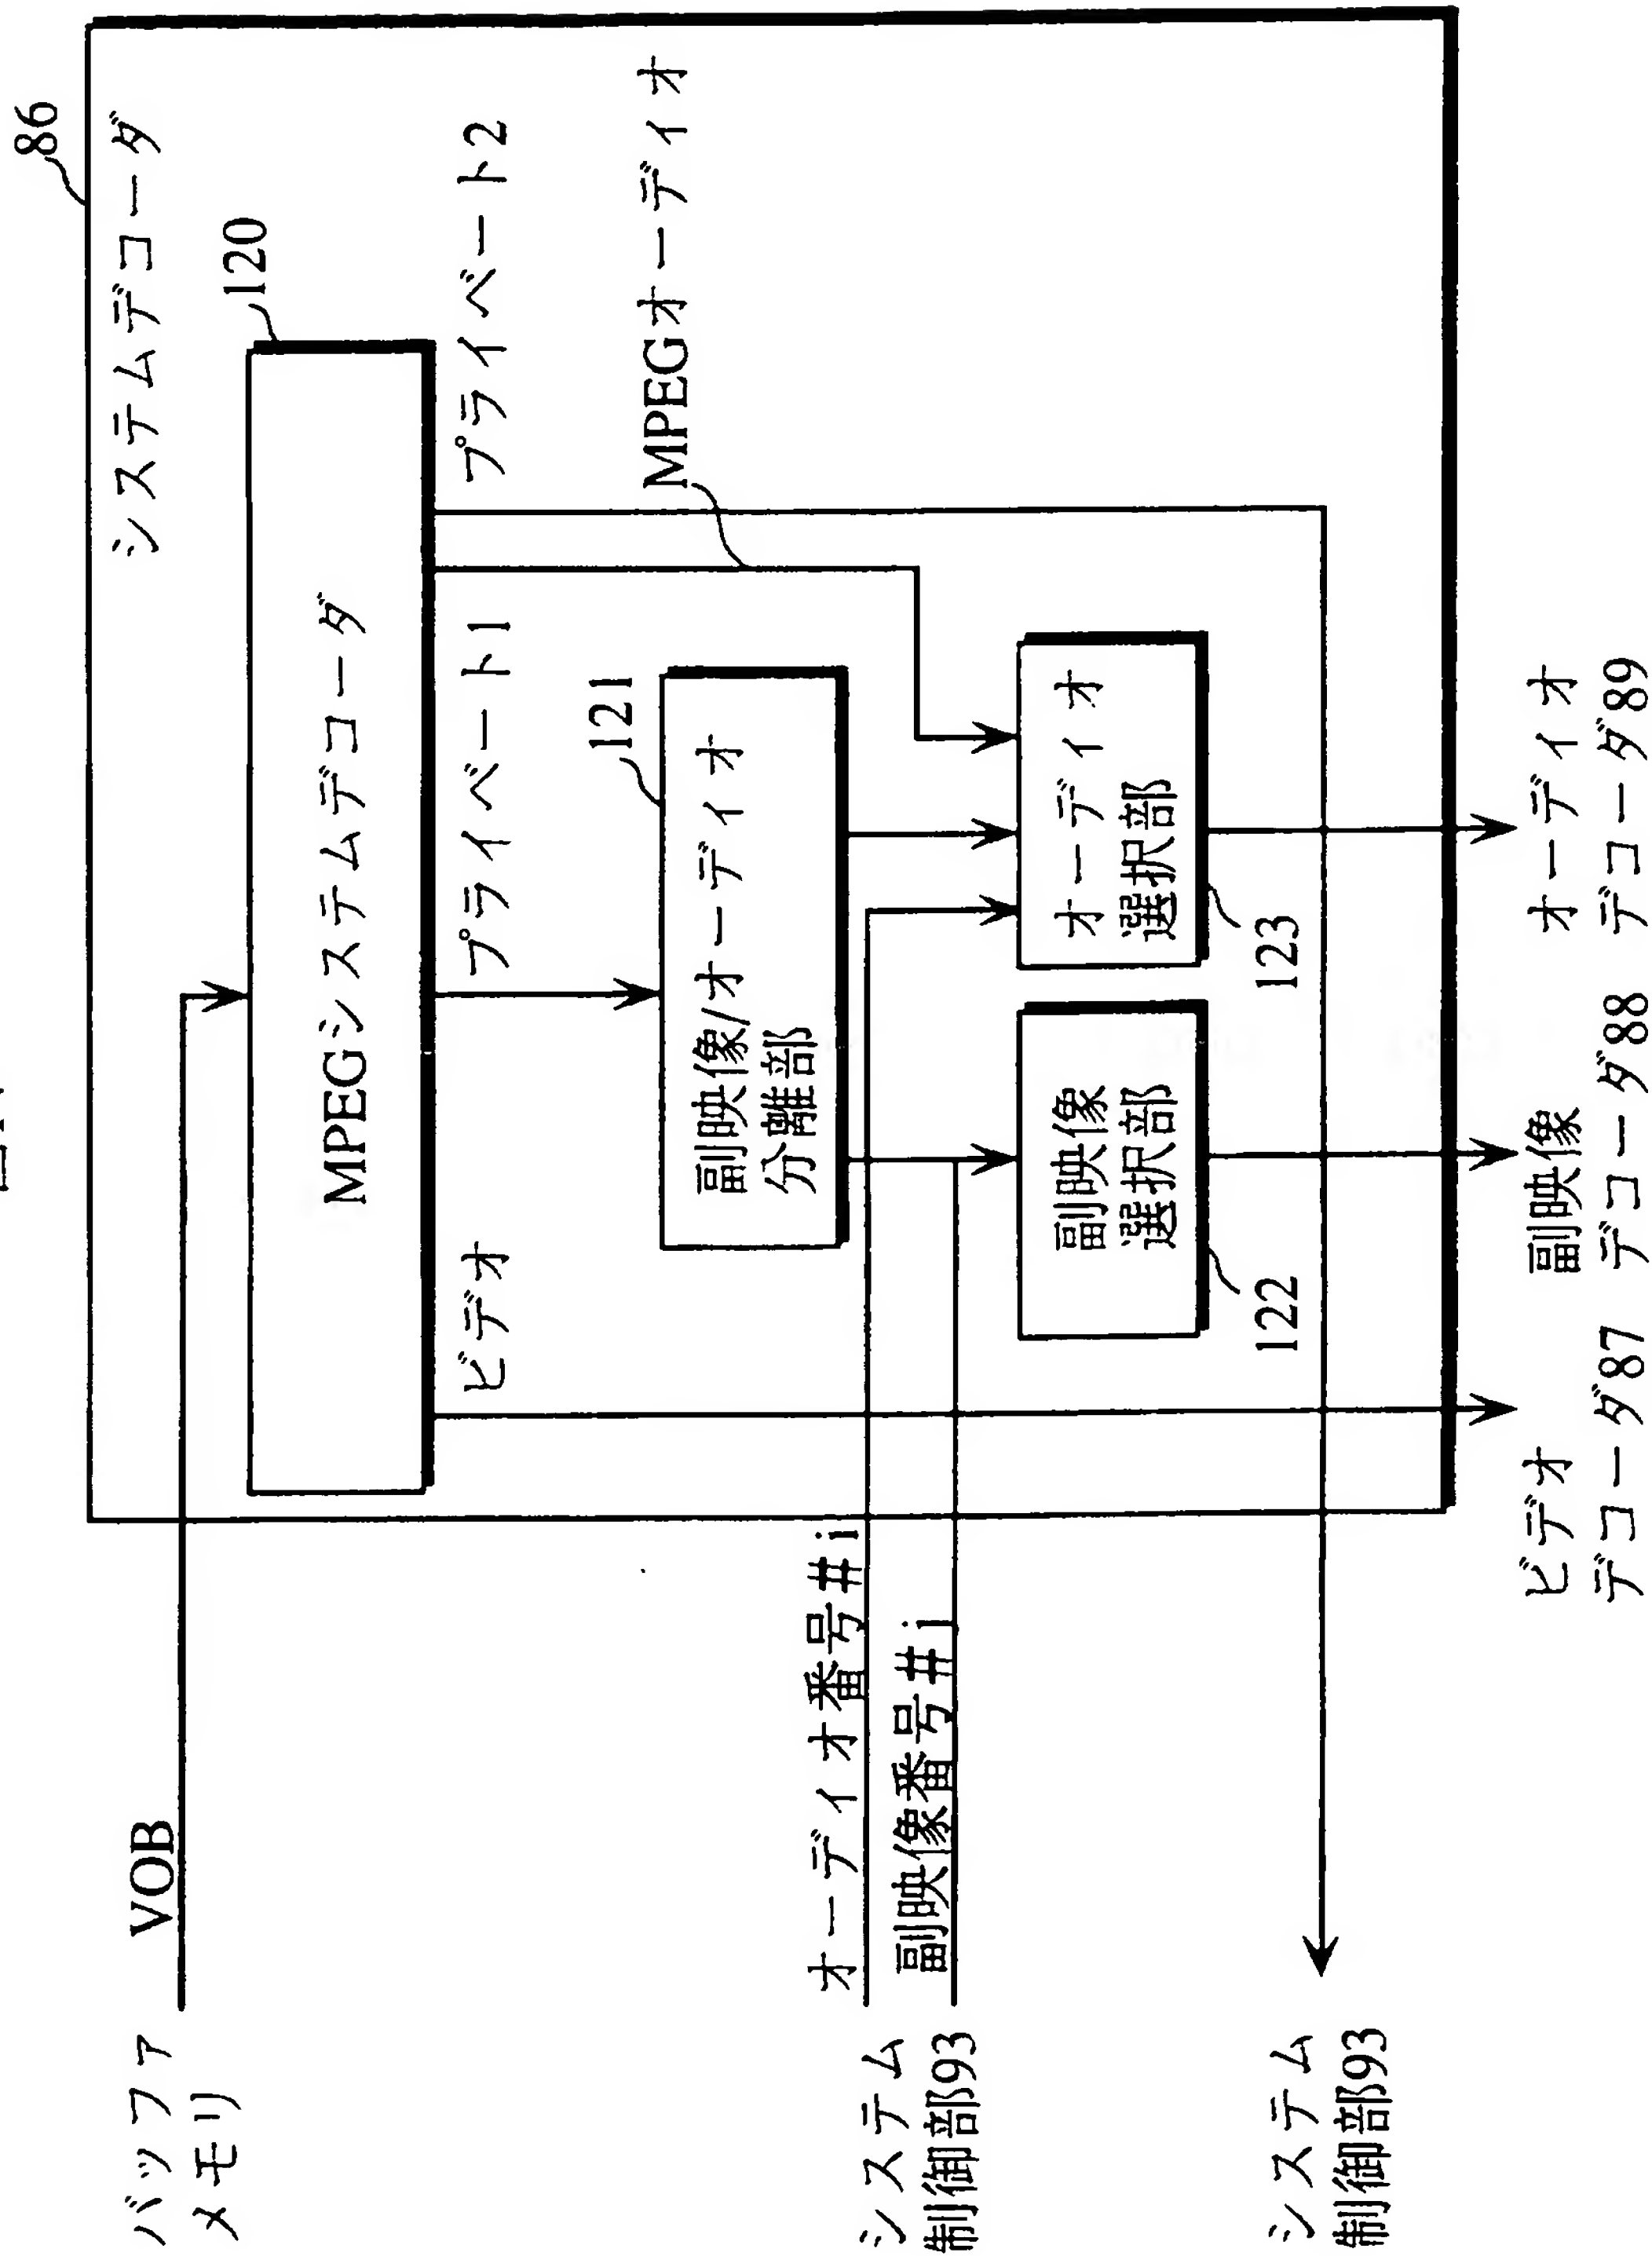 86
システムデコーダ
120
MPEGシステムデコーダ
VOB
バッファ
メモリ
ビデオ
プライベート1
プライベート2
MPEGオーディオ
121
副映像/オーディオ
分離部
オーディオ番号#i
副映像番号#j
システム
制御部93
副映像
選択部
122
オーディオ
選択部
123
システム
制御部93
ビデオ
デコーダ87
副映像
デコーダ88
オーディオ
デコーダ89